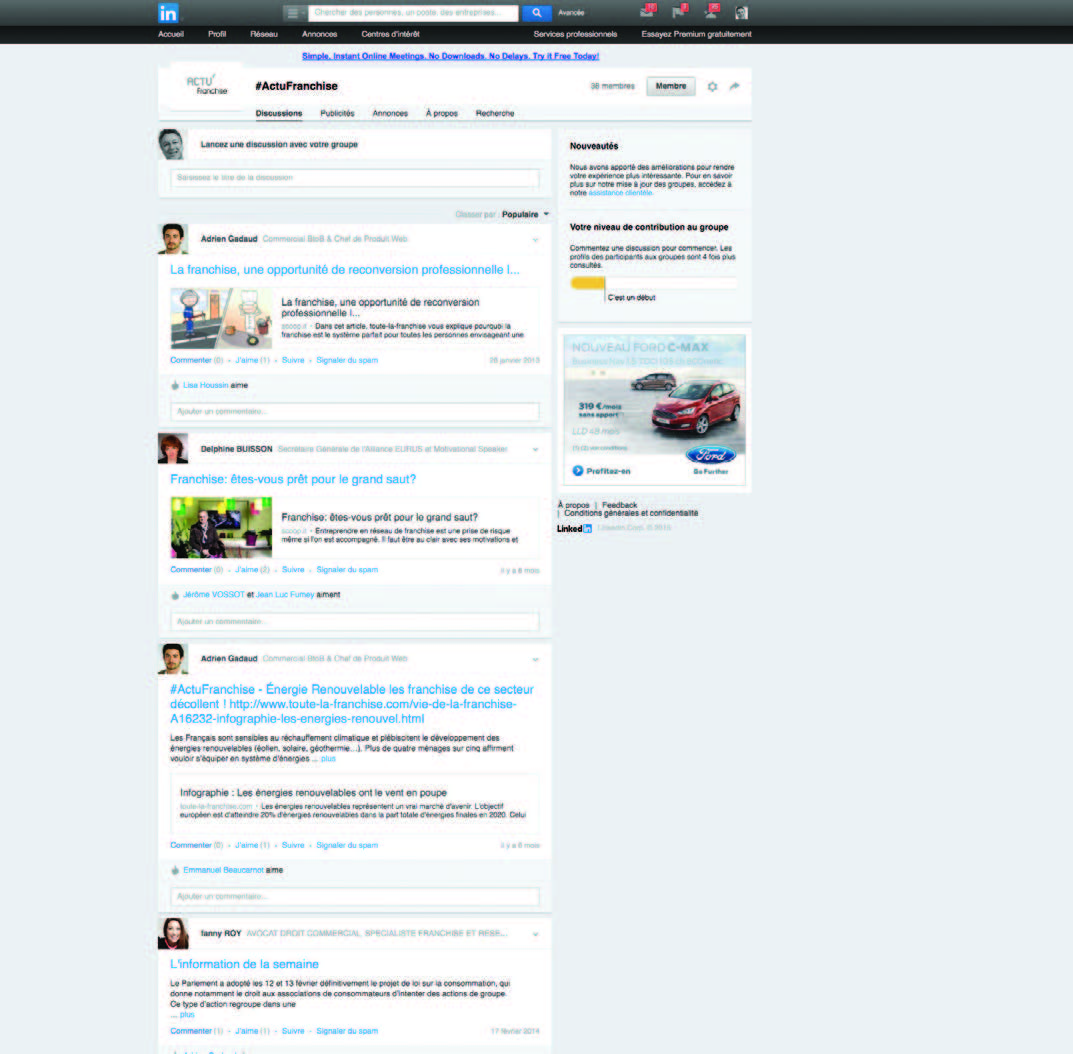 in
Chercher des personnes, un poste, des entreprises...
Avancée
Accueil Profil Réseau Annonces Centres d'intérêt Services professionnels Essayez Premium gratuitement
Simple, Instant Online Meetings. No Downloads, No Delays. Try it Free Today!
ACTU
franchise
#ActuFranchise
38 membres
Membre
Discussions Publicités Annonces À propos Recherche
Lancez une discussion avec votre groupe
Saisissez le titre de la discussion
Classer par : Populaire
Adrien Gadaud Commercial BtoB & Chef de Produit Web
La franchise, une opportunité de reconversion professionnelle l...
La franchise, une opportunité de reconversion
professionnelle l...
scoop.it • Dans cet article, toute-la-franchise vous explique pourquoi la
franchise est le système parfait pour toutes les personnes envisageant une
Commenter (0) • J'aime (1) • Suivre • Signaler du spam
28 janvier 2013
Lisa Houssin aime
Ajouter un commentaire...
Delphine BUISSON Secrétaire Générale de l'Alliance EURUS et Motivational Speaker
Franchise: êtes-vous prêt pour le grand saut?
Franchise: êtes-vous prêt pour le grand saut?
scoop.it • Entreprendre en réseau de franchise est une prise de risque
même si l'on est accompagné. Il faut être au clair avec ses motivations et
Commenter (0) • J'aime (2) • Suivre • Signaler du spam
il y a 8 mois
Jérôme VOSSOT et Jean Luc Fumey aiment
Ajouter un commentaire...
Adrien Gadaud Commercial BtoB & Chef de Produit Web
#ActuFranchise - Énergie Renouvelable les franchise de ce secteur
décollent ! http://www.toute-la-franchise.com/vie-de-la-franchise-
A16232-infographie-les-energies-renouvel.html
Les Français sont sensibles au réchauffement climatique et plébiscitent le développement des
énergies renouvelables (éolien, solaire, géothermie...). Plus de quatre ménages sur cinq affirment
vouloir s'équiper en système d'énergies ... plus
Infographie : Les énergies renouvelables ont le vent en poupe
toute-la-franchise.com • Les énergies renouvelables représentent un vrai marché d'avenir. L'objectif
européen est d'atteindre 20% d'énergies renouvelables dans la part totale d'énergies finales en 2020. Celui
Commenter (0) • J'aime (1) • Suivre • Signaler du spam
il y a 8 mois
Emmanuel Beaucarnot aime
Ajouter un commentaire...
fanny ROY AVOCAT DROIT COMMERCIAL, SPECIALISTE FRANCHISE ET RESE...
L'information de la semaine
Le Parlement a adopté les 12 et 13 février définitivement le projet de loi sur la consommation, qui
donne notamment le droit aux associations de consommateurs d'intenter des actions de groupe.
Ce type d'action regroupe dans une
... plus
Commenter (1) • J'aime (1) • Suivre • Signaler du spam
17 février 2014
Nouveautés
Nous avons apporté des améliorations pour rendre
votre expérience plus intéressante. Pour en savoir
plus sur notre mise à jour des groupes, accédez à
notre assistance clientèle.
Votre niveau de contribution au groupe
Commentez une discussion pour commencer. Les
profils des participants aux groupes sont 4 fois plus
consultés.
C'est un début
NOUVEAU FORD C-MAX
319 €/mois
sans apport
LLD 48 mois
Profitez-en
Ford
Go Further
À propos | Feedback
| Conditions générales et confidentialité
Linked in LinkedIn Corp. © 2015